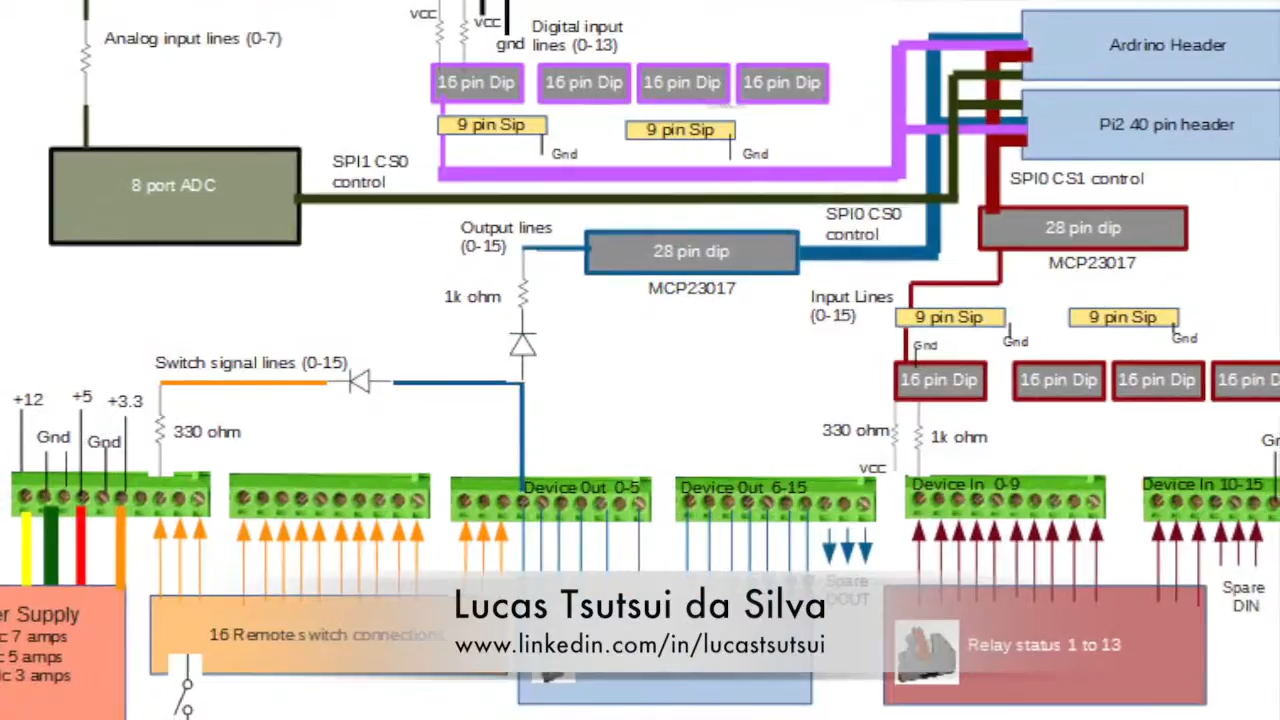 vcc
vcc
gnd
Digital input
lines (0-13)
Analog input lines (0-7)
Ardrino Header
16 pin Dip
16 pin Dip
16 pin Dip
16 pin Dip
9 pin Sip
9 pin Sip
Pi2 40 pin header
Gnd
Gnd
SPI1 CS0
control
8 port ADC
SPI0 CS1 control
Output lines
(0-15)
SPI0 CS0
control
28 pin dip
28 pin dip
MCP23017
MCP23017
1k ohm
Input Lines
(0-15)
9 pin Sip
9 pin Sip
Gnd
Gnd
Gnd
Switch signal lines (0-15)
16 pin Dip
16 pin Dip
16 pin Dip
16 pin D
+12
+5
+3.3
Gnd
Gnd
330 ohm
330 ohm
1k ohm
vcc
Device Out 0-5
Device Out 6-15
Device In 0-9
Device In 10-15
Spare
DOUT
Spare
DIN
Lucas Tsutsui da Silva
www.linkedin.com/in/lucastsutsui
er Supply
c 7 amps
c 5 amps
ic 3 amps
16 Remote switch connections
Relay status 1 to 13